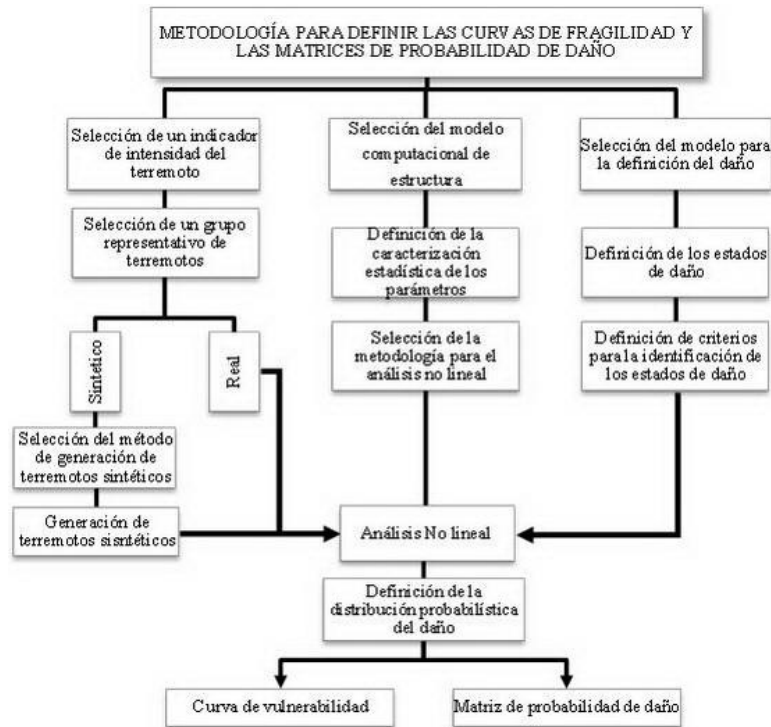 METODOLOGÍA PARA DEFINIR LAS CURVAS DE FRAGILIDAD Y
LAS MATRICES DE PROBABILIDAD DE DAÑO
Selección de un indicador
de intensidad del
terremoto
Selección de un grupo
representativo de
terremotos
Sintetico
Real
Selección del método
de generación de
terremotos sintéticos
Generación de
terremotos sisntéticos
Selección del modelo
computacional de
estructura
Definición de la
caracterización
estadística de los
parámetros
Selección de la
metodología para el
análisis no lineal
Selección del modelo para
la definición del daño
Definición de los estados
de daño
Definición de criterios
para la identificación de
los estados de daño
Análisis No lineal
Definición de la
distribución probabilística
del daño
Curva de vulnerabilidad
Matriz de probabilidad de daño